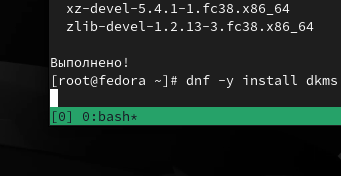 xz-devel-5.4.1-1.fc38.x86_64
zlib-devel-1.2.13-3.fc38.x86_64
Выполнено!
[root@fedora ~]# dnf -y install dkms
[0] 0:bash*